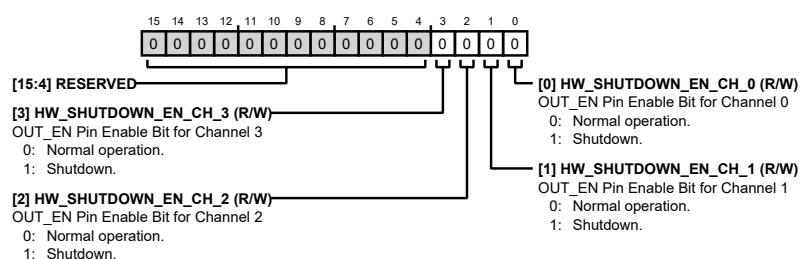 15 14 13 12 11 10 9 8 7 6 5 4 3 2 1 0
0 0 0 0 0 0 0 0 0 0 0 0 0 0 0 0
[15:4] RESERVED
[3] HW_SHUTDOWN_EN_CH_3 (R/W)
OUT_EN Pin Enable Bit for Channel 3
0: Normal operation.
1: Shutdown.
[2] HW_SHUTDOWN_EN_CH_2 (R/W)
OUT_EN Pin Enable Bit for Channel 2
0: Normal operation.
1: Shutdown.
[0] HW_SHUTDOWN_EN_CH_0 (R/W)
OUT_EN Pin Enable Bit for Channel 0
0: Normal operation.
1: Shutdown.
[1] HW_SHUTDOWN_EN_CH_1 (R/W)
OUT_EN Pin Enable Bit for Channel 1
0: Normal operation.
1: Shutdown.